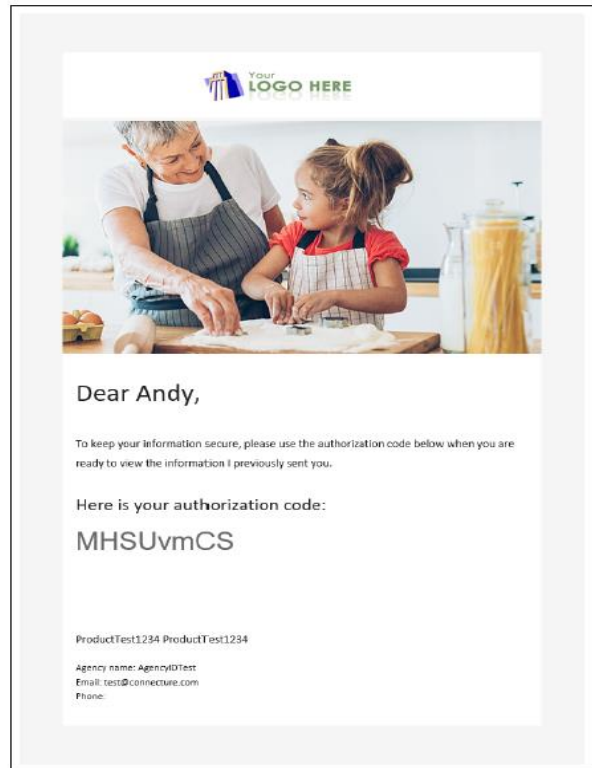 Your
LOGO HERE
Dear Andy,
To keep your information secure, please use the authorization code below when you are
ready to view the information I previously sent you.
Here is your authorization code:
MHSUvmCS
ProductTest1234 ProductTest1234
Agency name: AgencyIDTest
Email: test@connecture.com
Phone: